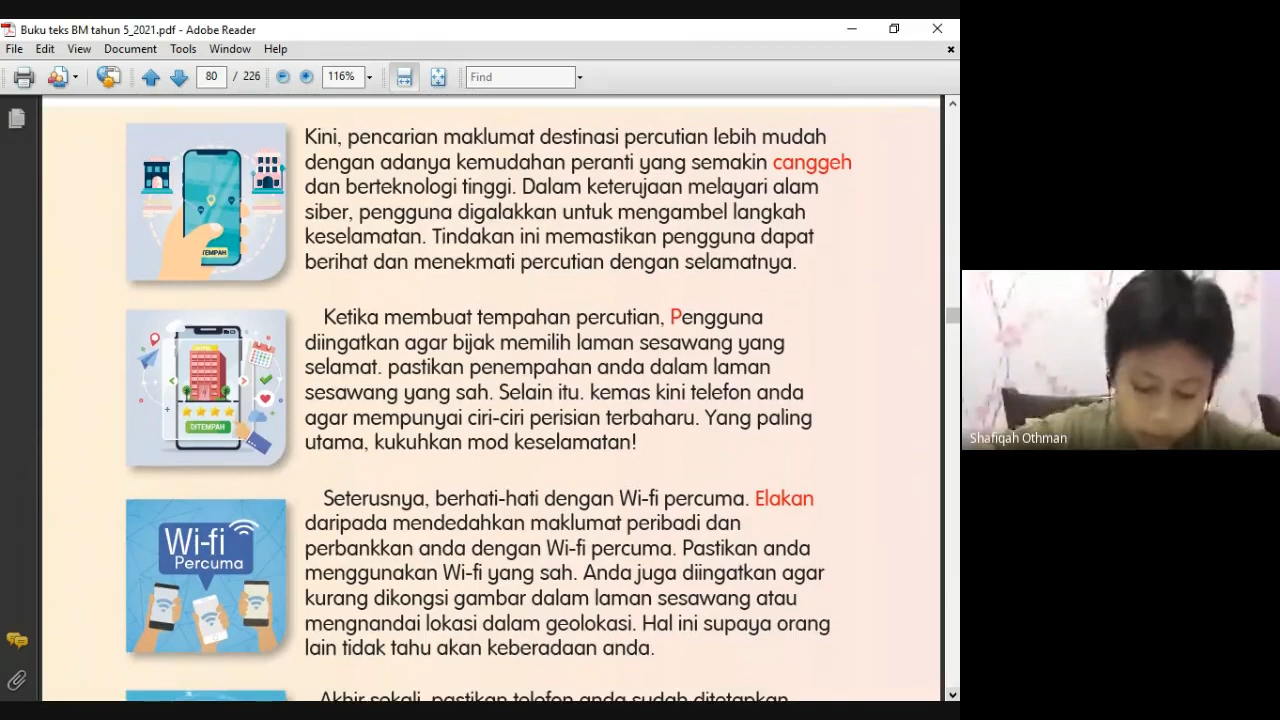 Buku teks BM tahun 5_2021.pdf - Adobe Reader
File Edit View Document Tools Window Help
80 / 226 116% Find
Kini, pencarian maklumat destinasi percutian lebih mudah
dengan adanya kemudahan peranti yang semakin canggeh
dan berteknologi tinggi. Dalam keterujaan melayari alam
siber, pengguna digalakkan untuk mengambel langkah
keselamatan. Tindakan ini memastikan pengguna dapat
berihat dan menekmati percutian dengan selamatnya.
TEMPAH
Ketika membuat tempahan percutian, Pengguna
diingatkan agar bijak memilih laman sesawang yang
selamat. pastikan penempahan anda dalam laman
sesawang yang sah. Selain itu. kemas kini telefon anda
agar mempunyai ciri-ciri perisian terbaharu. Yang paling
utama, kukuhkan mod keselamatan!
DITEMPAH
Seterusnya, berhati-hati dengan Wi-fi percuma. Elakan
daripada mendedahkan maklumat peribadi dan
perbankkan anda dengan Wi-fi percuma. Pastikan anda
menggunakan Wi-fi yang sah. Anda juga diingatkan agar
kurang dikongsi gambar dalam laman sesawang atau
mengnandai lokasi dalam geolokasi. Hal ini supaya orang
lain tidak tahu akan keberadaan anda.
Wi-fi
Percuma
Akhir sekali, pastikan telefon anda sudah ditetapkan
Shafiqah Othman